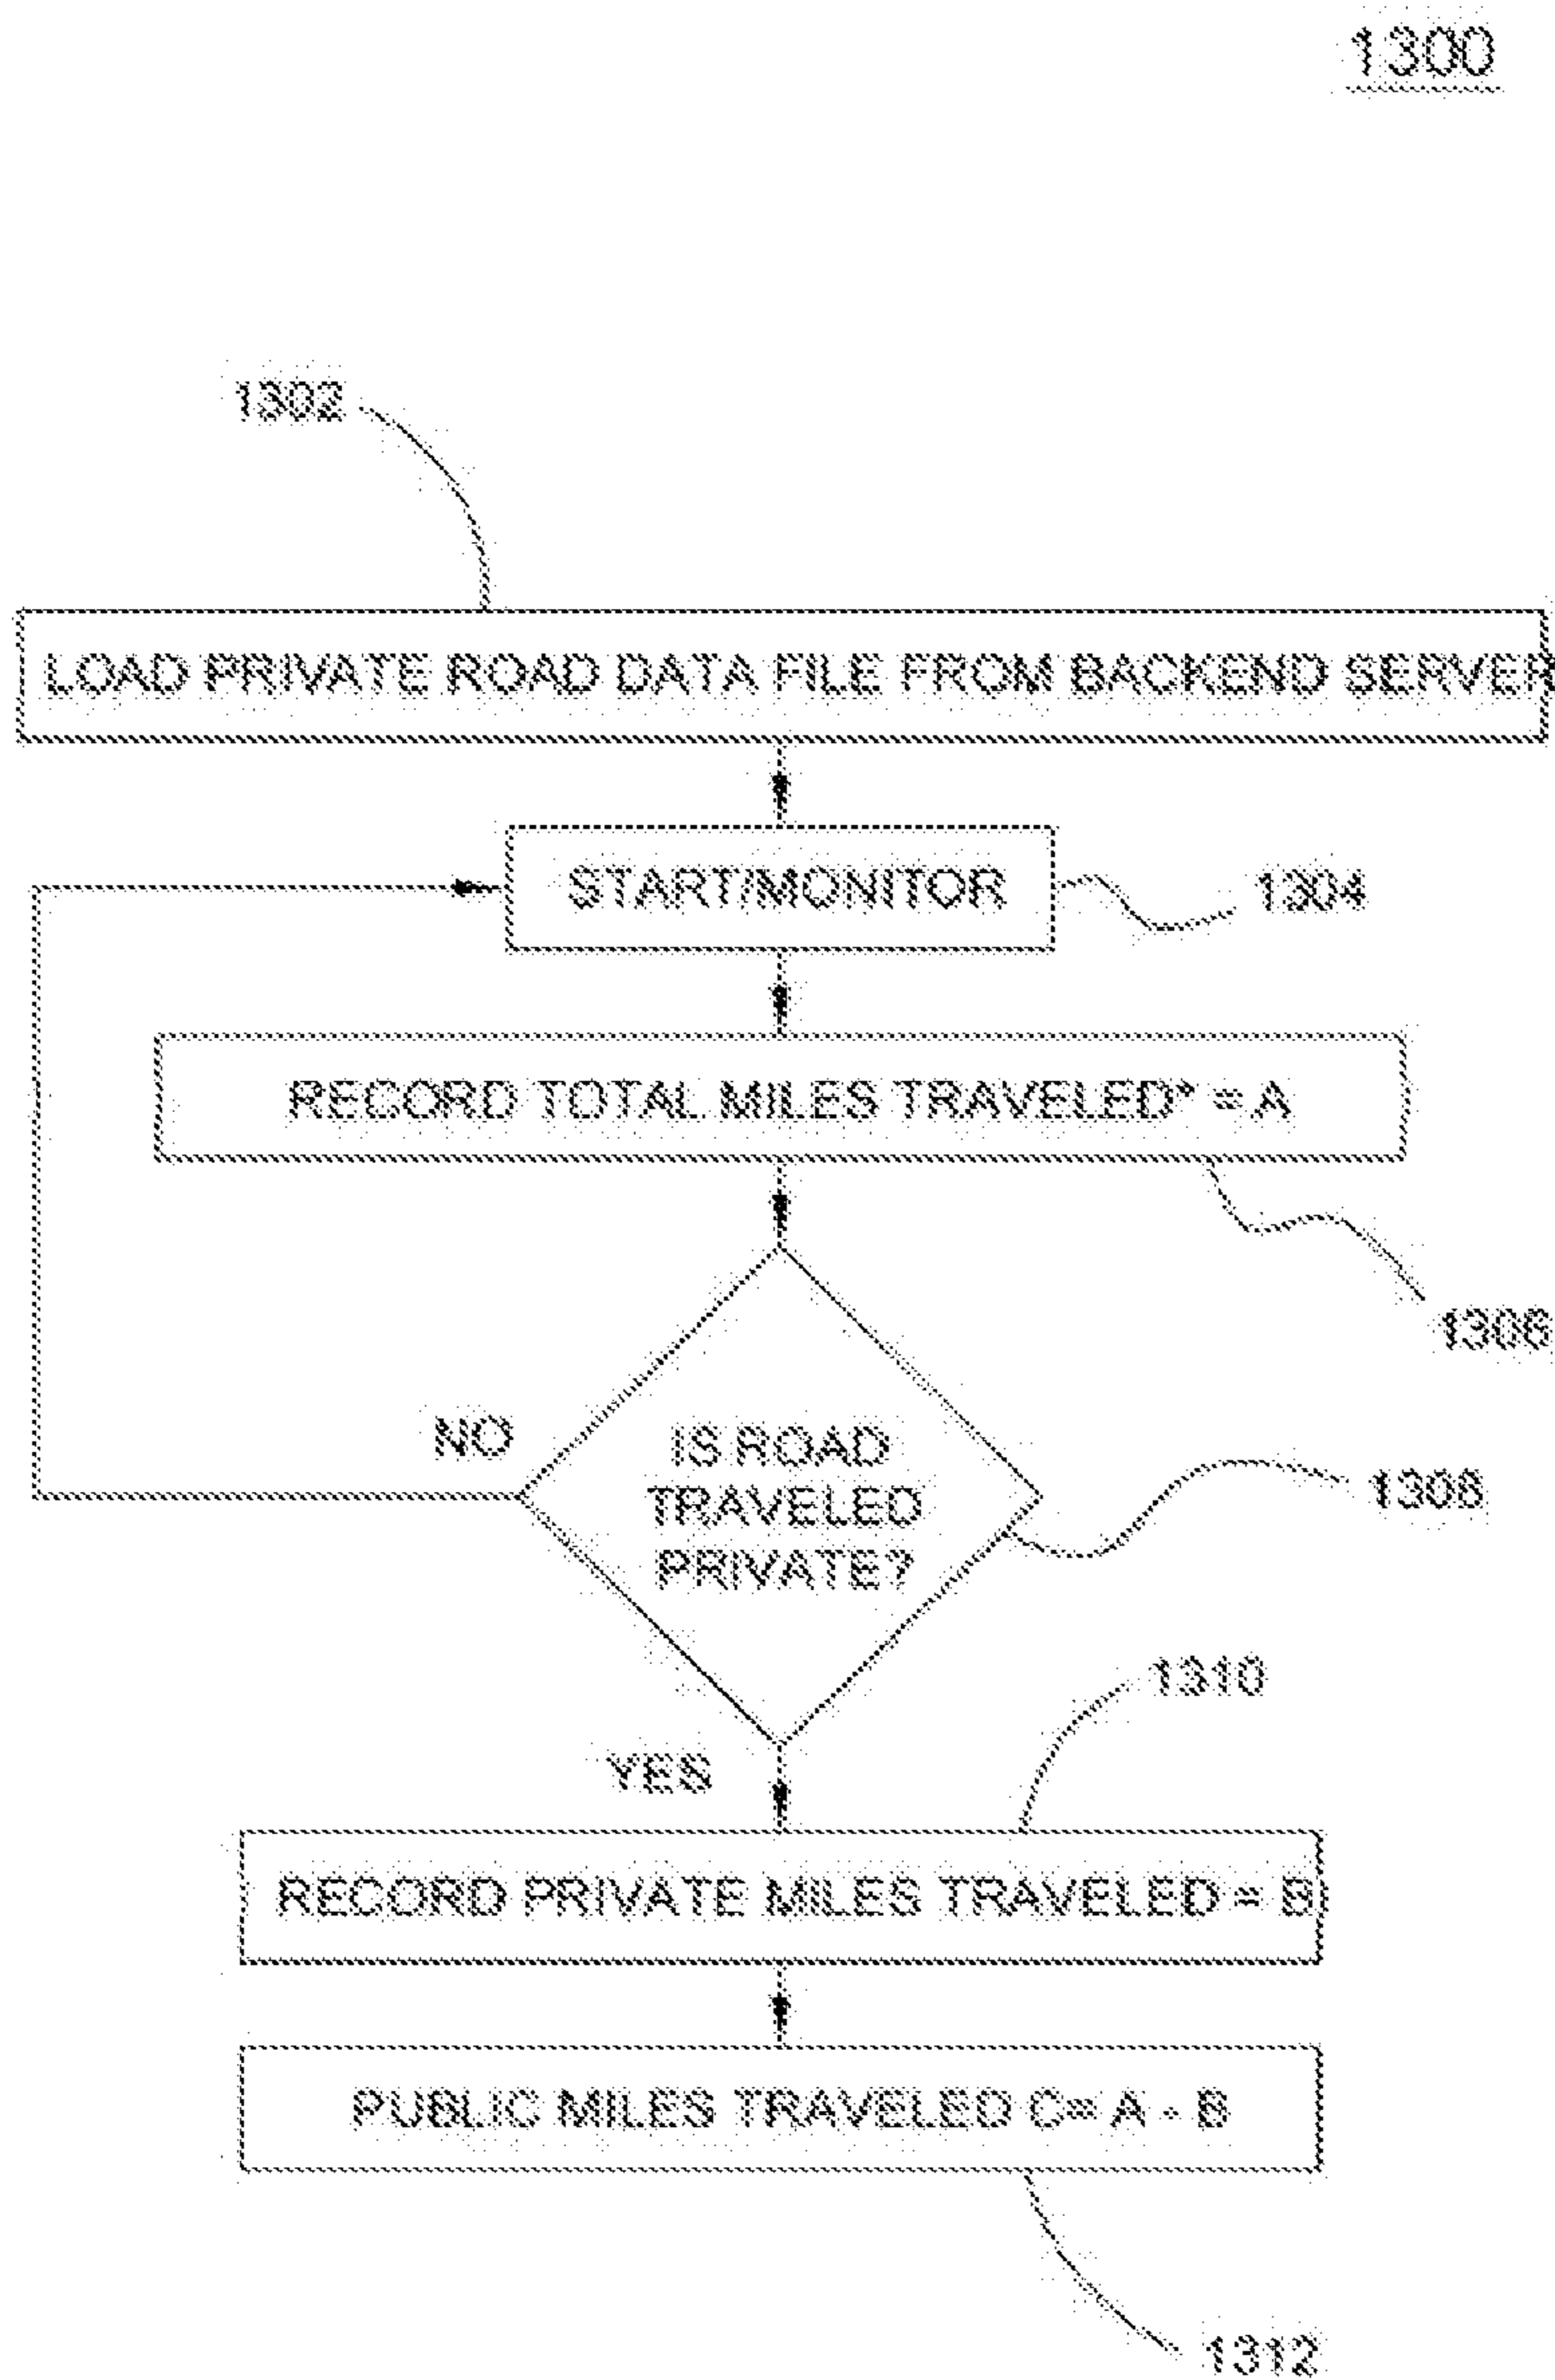 1300
1302
LOAD PRIVATE ROAD DATA FILE FROM BACKEND SERVER
START/MONITOR
1304
RECORD TOTAL MILES TRAVELED* = A
1306
NO
IS ROAD
TRAVELED
PRIVATE?
1308
1310
YES
RECORD PRIVATE MILES TRAVELED = B
PUBLIC MILES TRAVELED C= A - B
1312